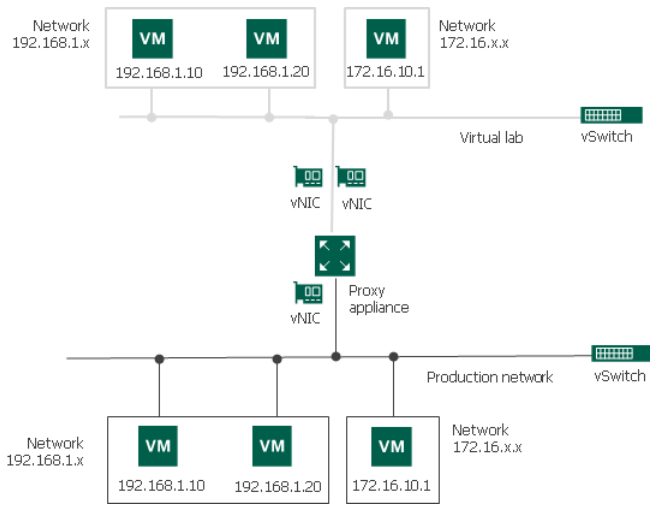 Network
192.168.1.x
VM
VM
VM
Network
172.16.x.x
192.168.1.10
192.168.1.20
172.16.10.1
Virtual lab
vSwitch
vNIC
vNIC
Proxy
appliance
vNIC
Production network
vSwitch
Network
192.168.1.x
VM
VM
VM
Network
172.16.x.x
192.168.1.10
192.168.1.20
172.16.10.1